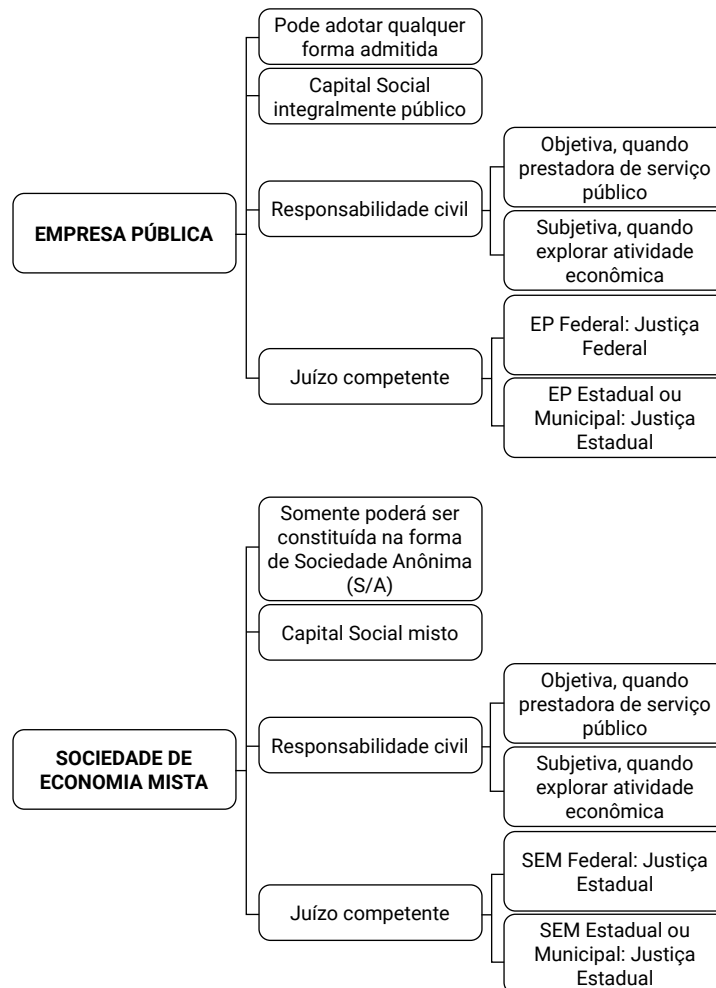 Pode adotar qualquer
forma admitida
Capital Social
integralmente público
EMPRESA PÚBLICA
Responsabilidade civil
Objetiva, quando
prestadora de serviço
público
Subjetiva, quando
explorar atividade
econômica
Juízo competente
EP Federal: Justiça
Federal
EP Estadual ou
Municipal: Justiça
Estadual
Somente poderá ser
constituída na forma
de Sociedade Anônima
(S/A)
Capital Social misto
SOCIEDADE DE
ECONOMIA MISTA
Responsabilidade civil
Objetiva, quando
prestadora de serviço
público
Subjetiva, quando
explorar atividade
econômica
Juízo competente
SEM Federal: Justiça
Estadual
SEM Estadual ou
Municipal: Justiça
Estadual